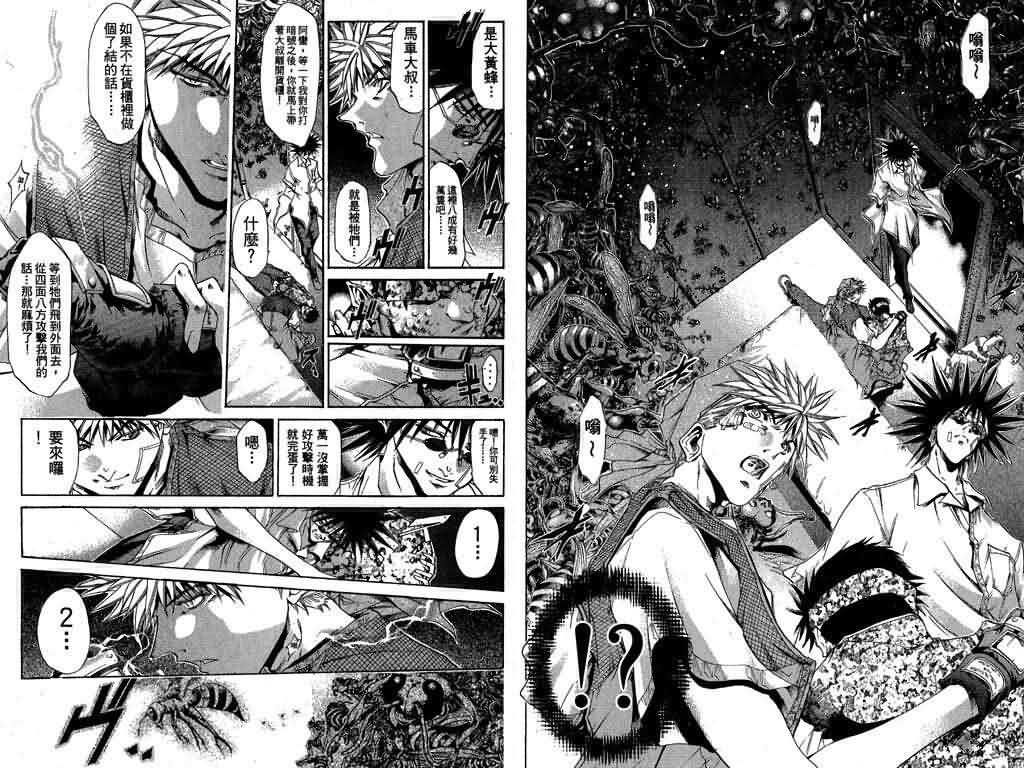 嗡
嗡～
嗡～
嗡
嗡～
嗡～
!?
是大黃蜂…
馬車大叔…
這裡八成有好幾
萬隻吧……
就是被牠們…
阿蠻，等一下我對你打
暗號之後，你就馬上帶
著大叔離開貨櫃！
什麼？
如果不在貨櫃裡做
個了結的話……
等到牠們飛到外面去，
從四面八方攻擊我們的
話…那就麻煩了！
…
嘿！你可別失
手了……
萬一沒掌握
好攻擊時機
就完蛋了！
嗯。
要來囉
！
1…
2…